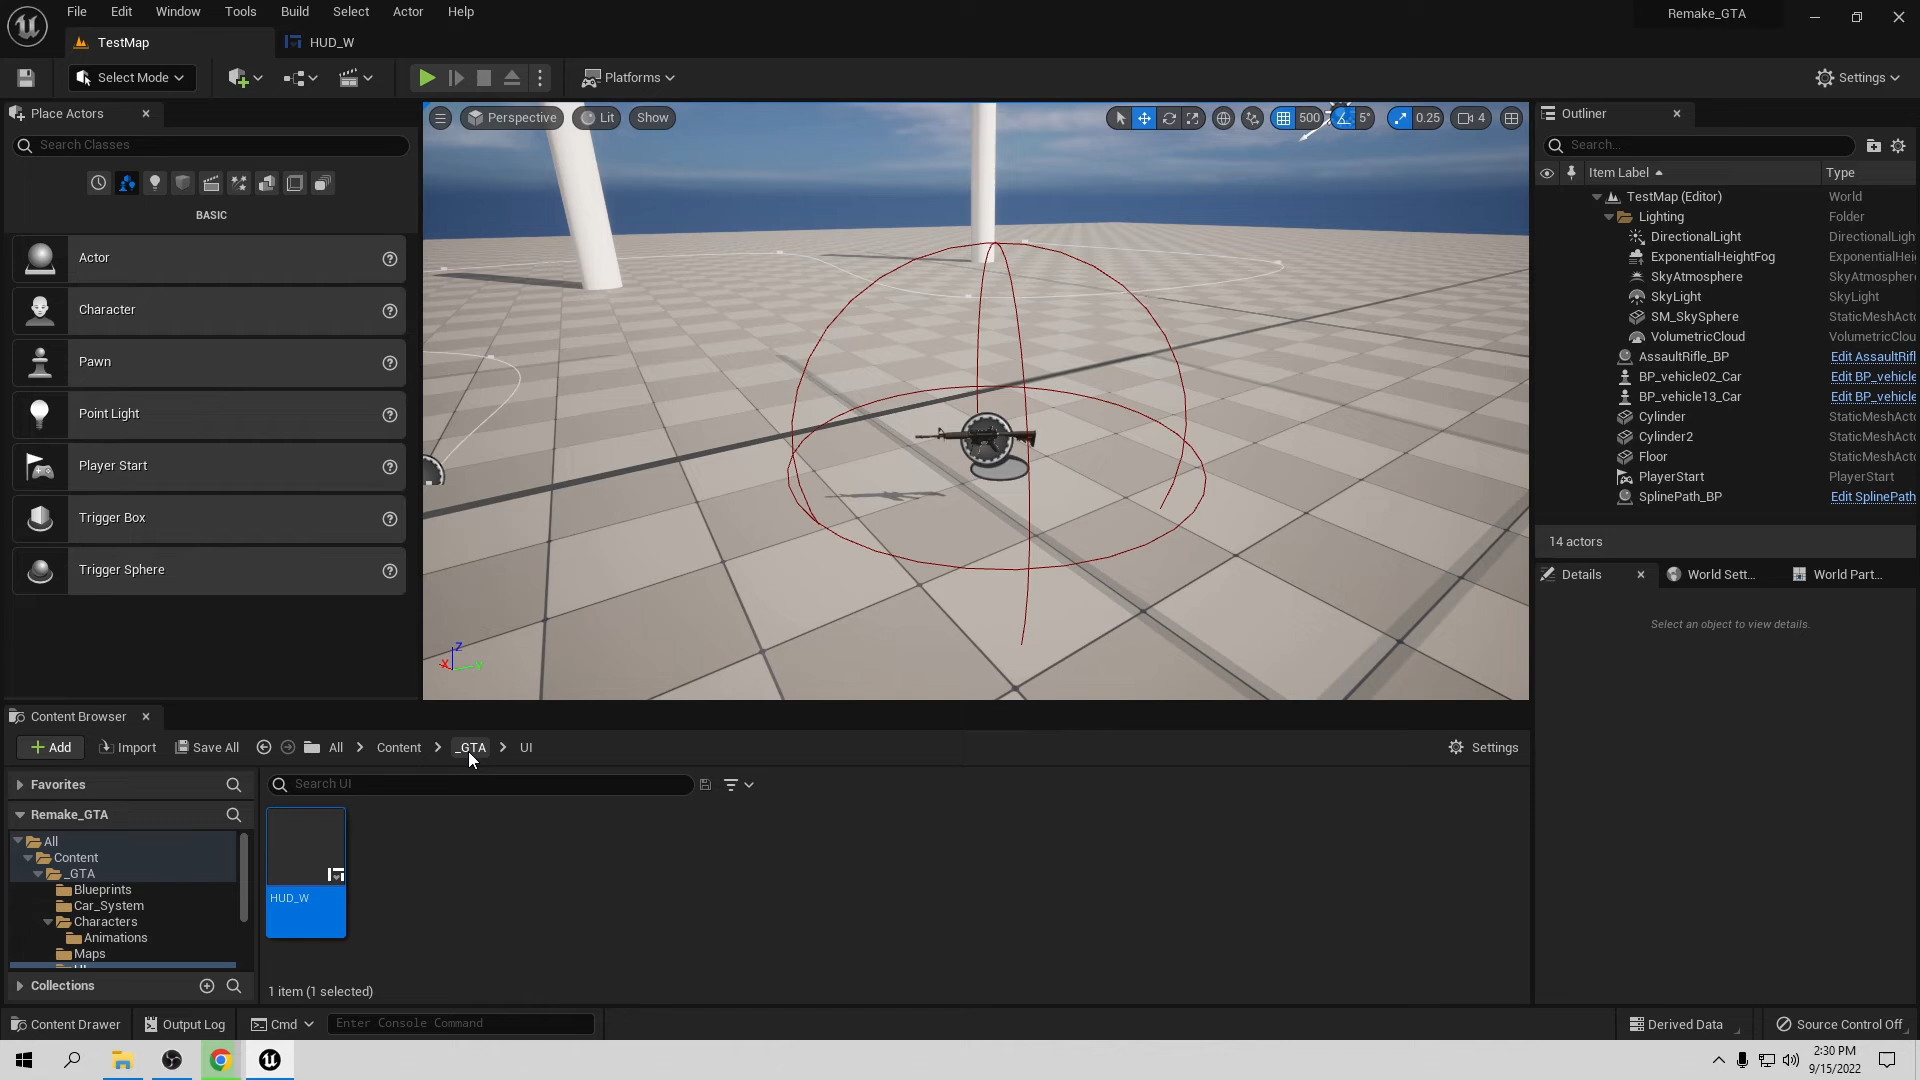 File Edit Window Tools Build Select Actor Help
Remake_GTA
TestMap
HUD_W
Select Mode
Platforms
Settings
Place Actors
Search Classes
BASIC
Actor
Character
Pawn
Point Light
Player Start
Trigger Box
Trigger Sphere
Perspective
Lit
Show
500
5°
0.25
4
X
Y
Z
Outliner
Search...
Item Label
Type
TestMap (Editor) World
Lighting Folder
DirectionalLight DirectionalLigh
ExponentialHeightFog ExponentialHei
SkyAtmosphere SkyAtmosphere
SkyLight SkyLight
SM_SkySphere StaticMeshActo
VolumetricCloud VolumetricClou
AssaultRifle_BP Edit AssaultRifl
BP_vehicle02_Car Edit BP_vehicle
BP_vehicle13_Car Edit BP_vehicle
Cylinder StaticMeshActo
Cylinder2 StaticMeshActo
Floor StaticMeshActo
PlayerStart PlayerStart
SplinePath_BP Edit SplinePath
14 actors
Details
World Sett...
World Part...
Select an object to view details.
Content Browser
Add
Import
Save All
All
Content
_GTA
UI
Settings
Favorites
Remake_GTA
All
Content
_GTA
Blueprints
Car_System
Characters
Animations
Maps
Collections
Search UI
HUD_W
1 item (1 selected)
Content Drawer
Output Log
Cmd
Enter Console Command
Derived Data
Source Control Off
2:30 PM
9/15/2022